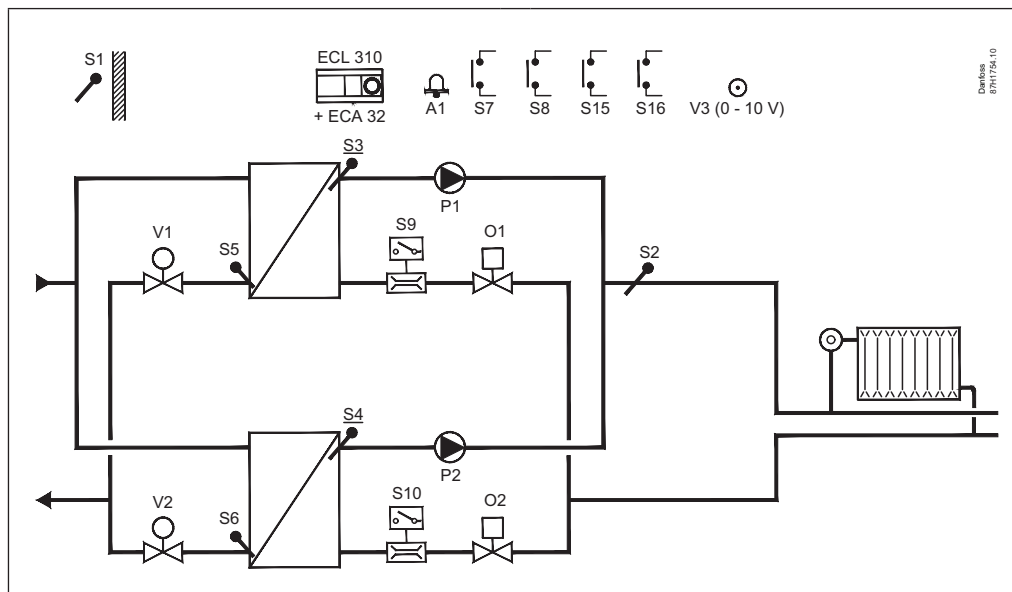 S1
ECL 310
+ ECA 32
A1
S7
S8
S15
S16
V3 (0 - 10 V)
Danfoss
87H1754.10
S3
P1
V1
S5
S9
O1
S2
S4
P2
V2
S6
S10
O2